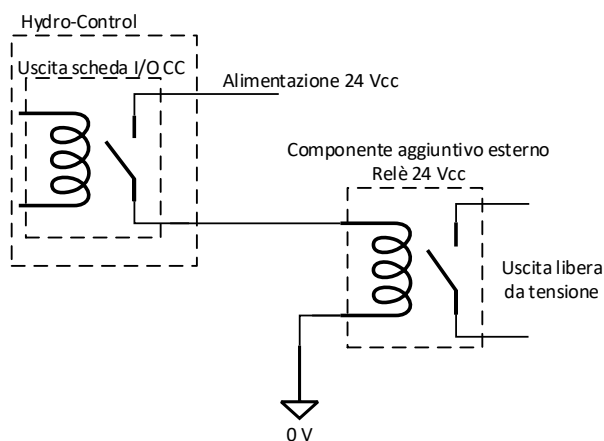 Hydro-Control
Uscita scheda I/O CC
Alimentazione 24 Vcc
Componente aggiuntivo esterno
Relè 24 Vcc
Uscita libera
da tensione
0 V